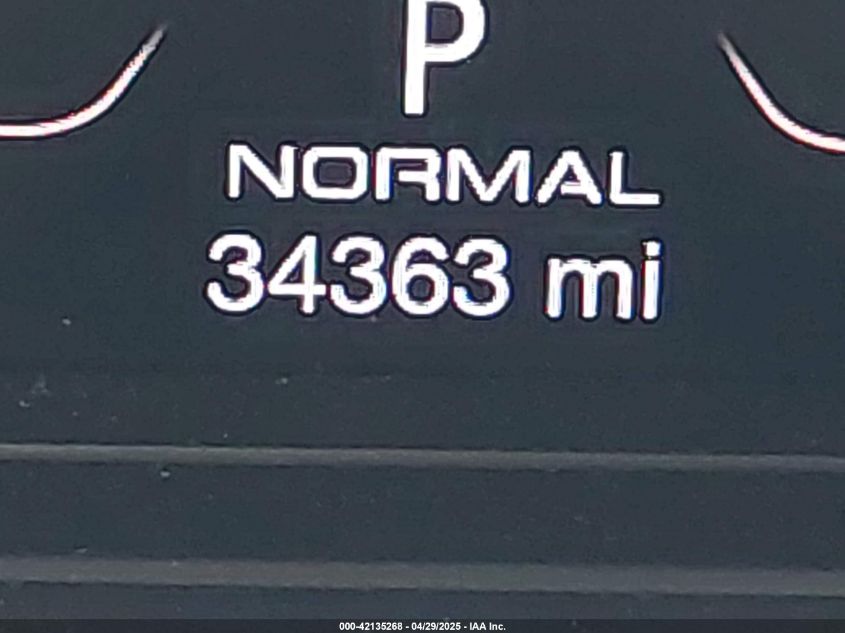 P
NORMAL
34363 mi
000-42135268 - 04/29/2025 - IAA Inc.